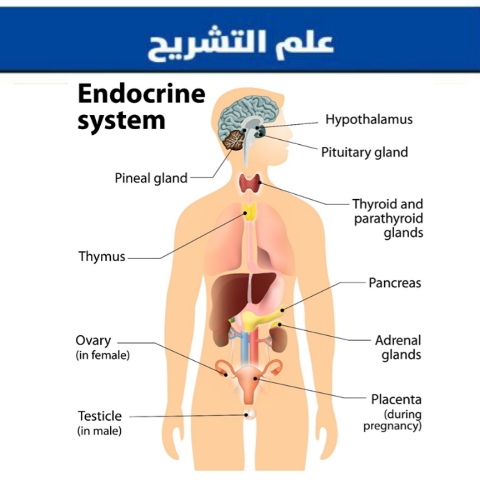 علم التشريح
Endocrine
system
Hypothalamus
Pituitary gland
Pineal gland
Thyroid and
parathyroid
glands
Thymus
Pancreas
Ovary
(in female)
Adrenal
glands
Placenta
(during
pregnancy)
Testicle
(in male)